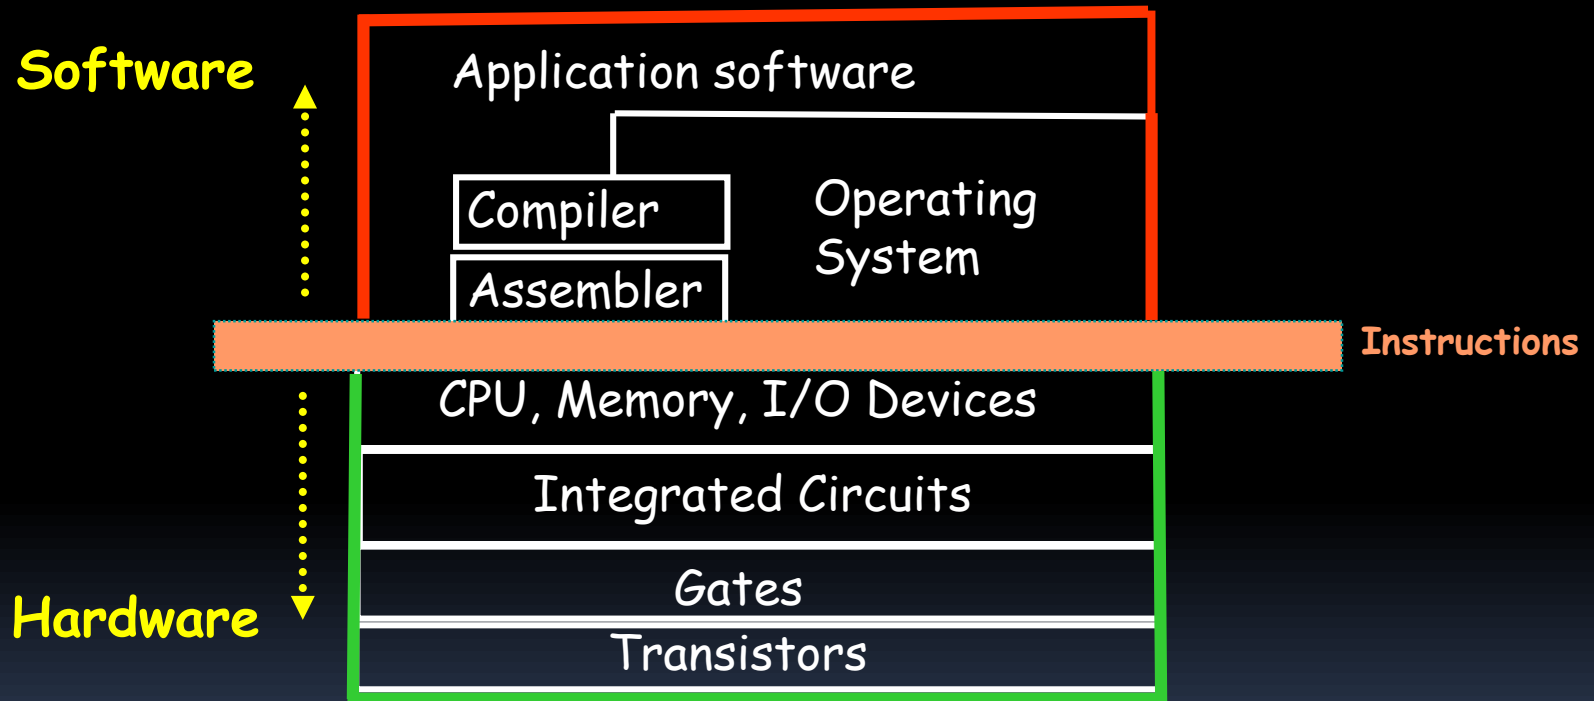 Software
Application software
Compiler
Operating
System
Assembler
Instructions
CPU, Memory, I/O Devices
Integrated Circuits
Gates
Hardware
Transistors